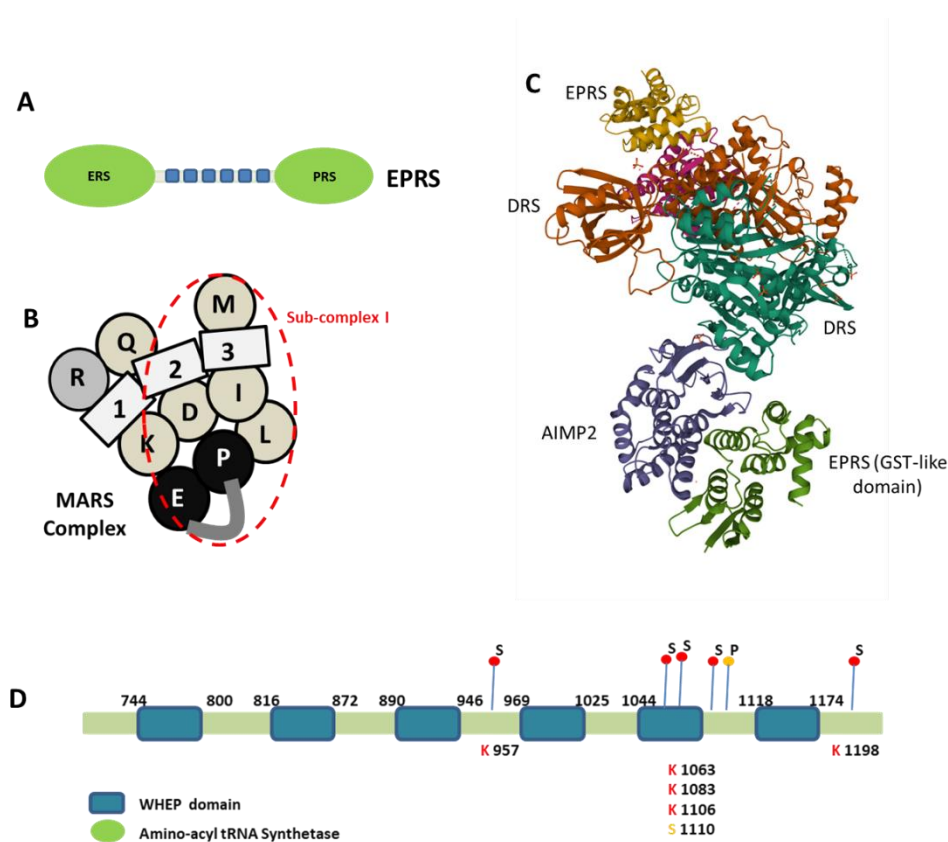 A
ERS
PRS
EPRS
B
M
Sub-complex I
Q
3
R
2
1
D
I
K
L
P
E
MARS
Complex
C
EPRS
DRS
DRS
AIMP2
EPRS (GST-like
domain)
D
S
S S
S P
S
744 800 816 872 890 946 969 1025 1044 1118 1174
K 957
K 1198
K 1063
K 1083
K 1106
S 1110
WHEP domain
Amino-acyl tRNA Synthetase